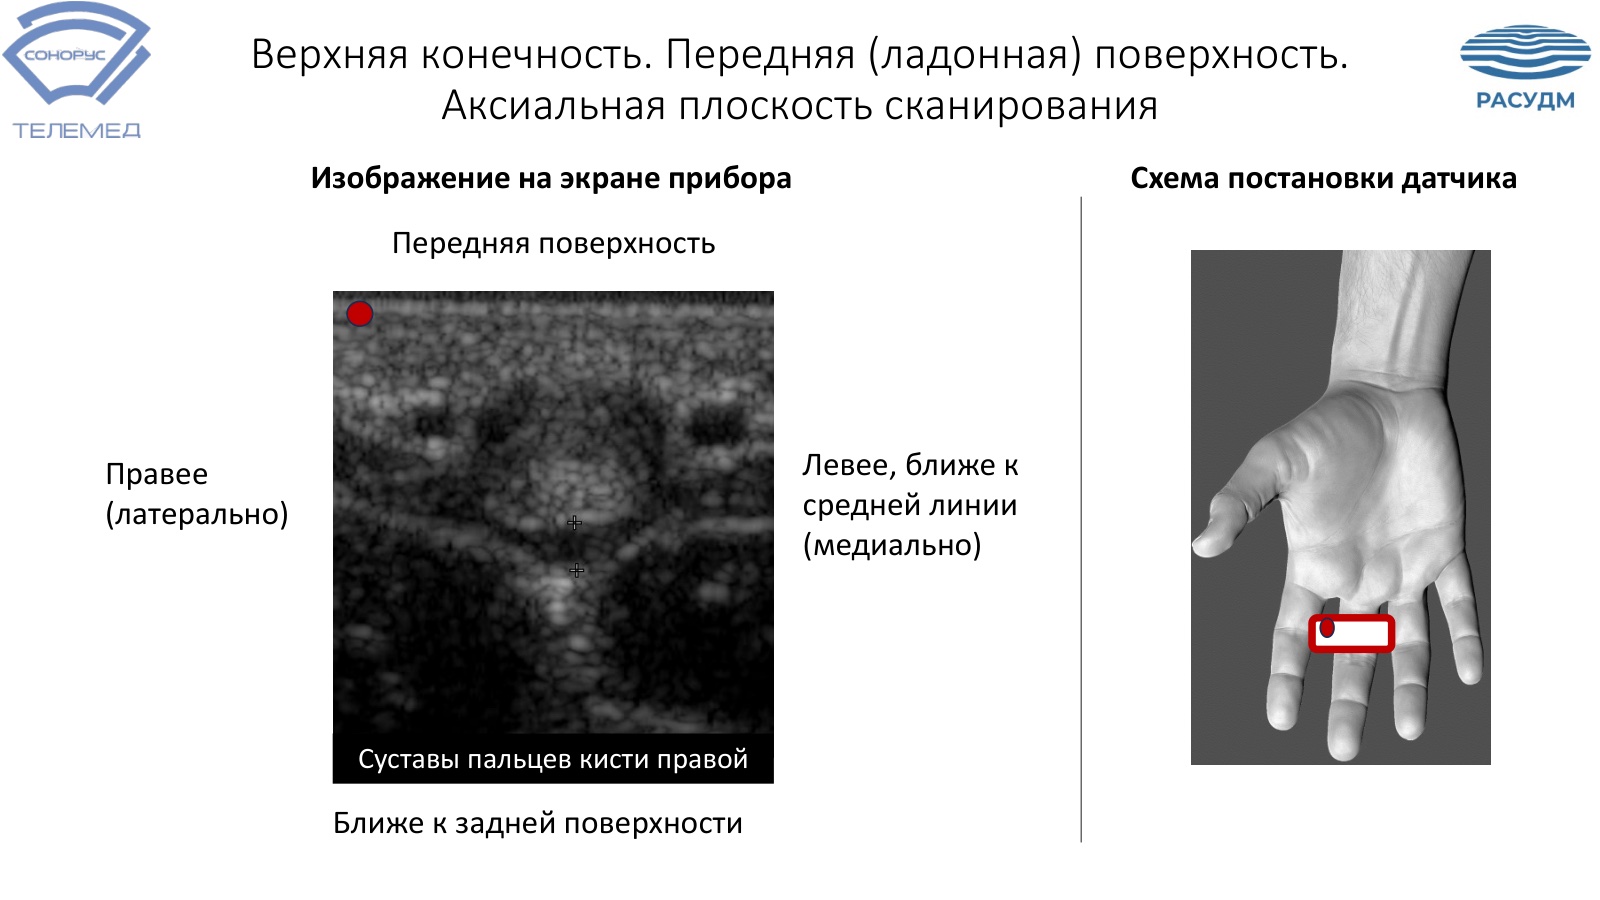 СОНОРУС
ТЕЛЕМЕД
Верхняя конечность. Передняя (ладонная) поверхность.
Аксиальная плоскость сканирования
РАСУДМ
Изображение на экране прибора
Схема постановки датчика
Передняя поверхность
Правее
(латерально)
Левее, ближе к
средней линии
(медиально)
Суставы пальцев кисти правой
Ближе к задней поверхности